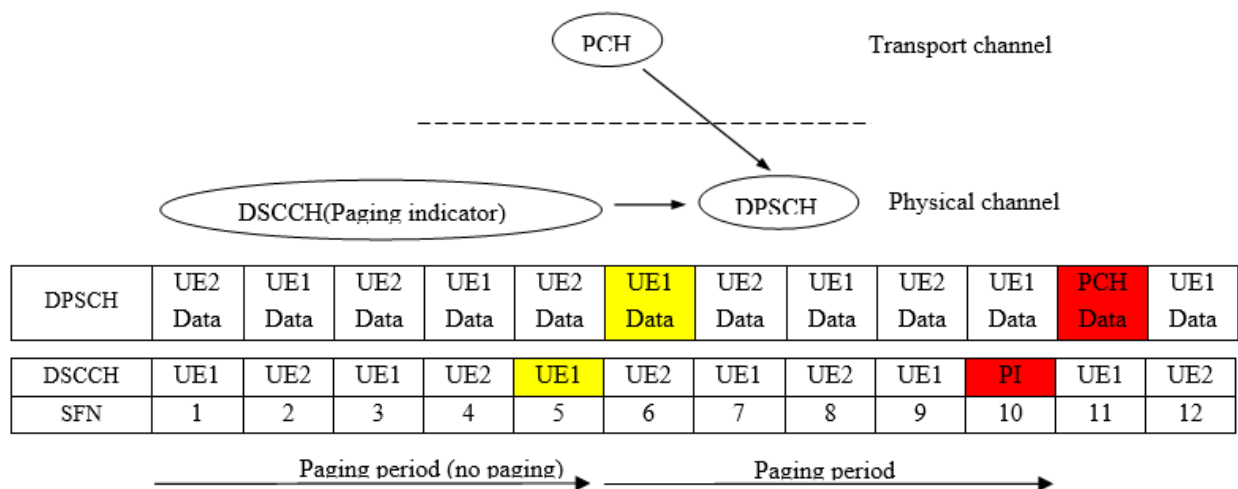 PCH
Transport channel
DSCCH(Paging indicator)
DPSCH
Physical channel
DPSCH UE2 Data UE1 Data UE2 Data UE1 Data UE2 Data UE1 Data UE2 Data UE1 Data UE2 Data UE1 Data PCH Data UE1 Data
DSCCH UE1 UE2 UE1 UE2 UE1 UE2 UE1 UE2 UE1 PI UE1 UE2
SFN 1 2 3 4 5 6 7 8 9 10 11 12
Paging period (no paging)
Paging period